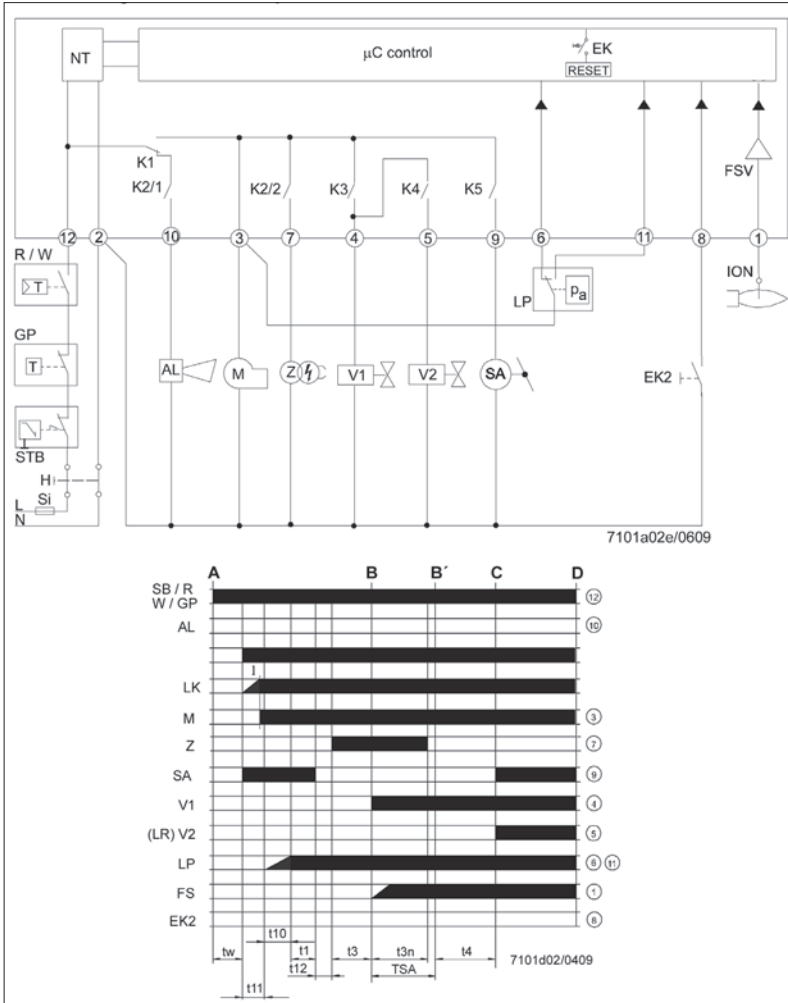 NT
µC control
EK
RESET
K1
K2/1
K2/2
K3
K4
K5
FSV
12 2 10 3 7 4 5 9 6 11 8 1
R / W
T
LP
pa
ION
GP
T
AL
M
Z
V1
V2
SA
EK2
STB
H
Si
L
N
7101a02e/0609
A B B´ C D
SB / R
W / GP
12
AL
10
1
LK
M
3
Z
7
SA
9
V1
4
(LR) V2
5
LP
6 11
FS
1
EK2
8
t10
tw
t1
t3
t3n
t4
7101d02/0409
t12
TSA
t11